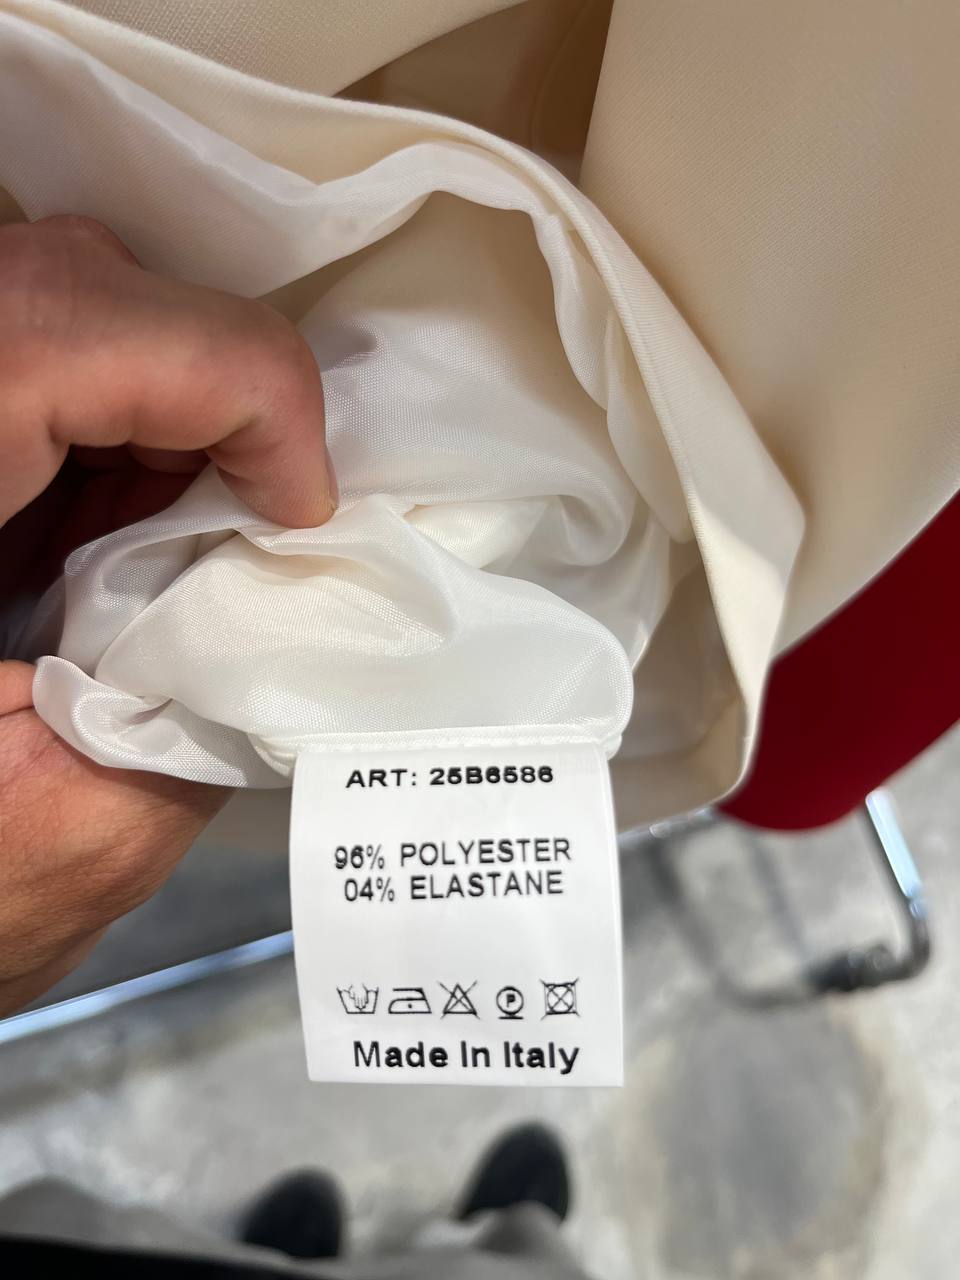 ART: 25B6586
96% POLYESTER
04% ELASTANE
P
Made In Italy